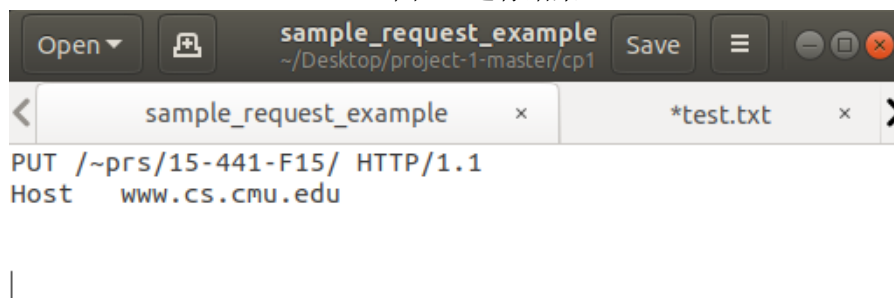 Open
sample_request_example
~/Desktop/project-1-master/cp1
Save
sample_request_example ×
*test.txt ×
PUT /~prs/15-441-F15/ HTTP/1.1
Host   www.cs.cmu.edu